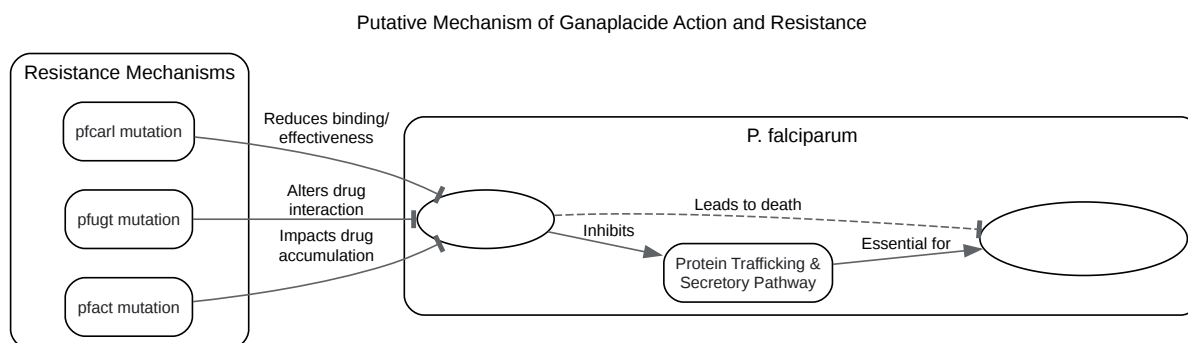 Putative Mechanism of Ganaplacide Action and Resistance
Resistance Mechanisms
pfcarl mutation
pfugt mutation
pfact mutation
Reduces binding/
effectiveness
Alters drug
interaction
Impacts drug
accumulation
P. falciparum
Leads to death
Inhibits
Protein Trafficking &
Secretory Pathway
Essential for